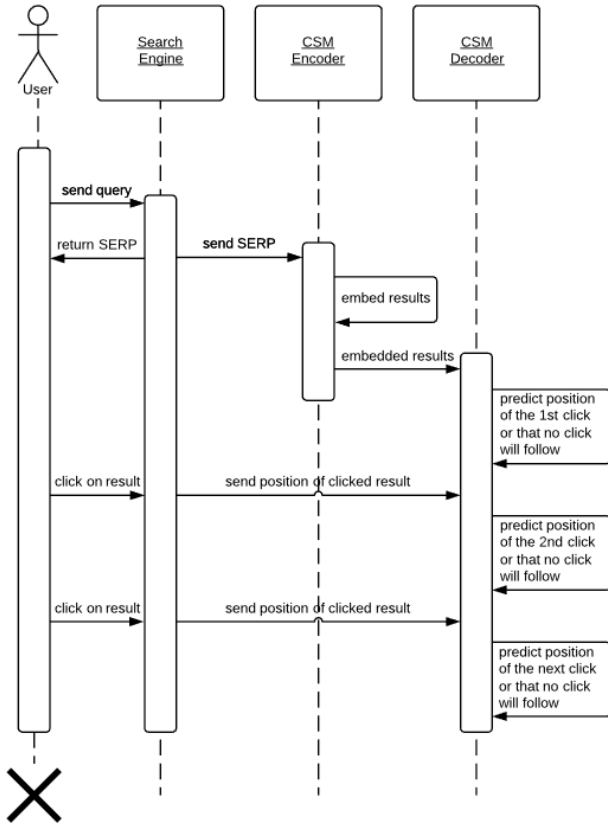 User
Search
Engine
CSM
Encoder
CSM
Decoder
send query
return SERP
send SERP
embed results
embedded results
predict position
of the 1st click
or that no click
will follow
click on result
send position of clicked result
predict position
of the 2nd click
or that no click
will follow
click on result
send position of clicked result
predict position
of the next click
or that no click
will follow